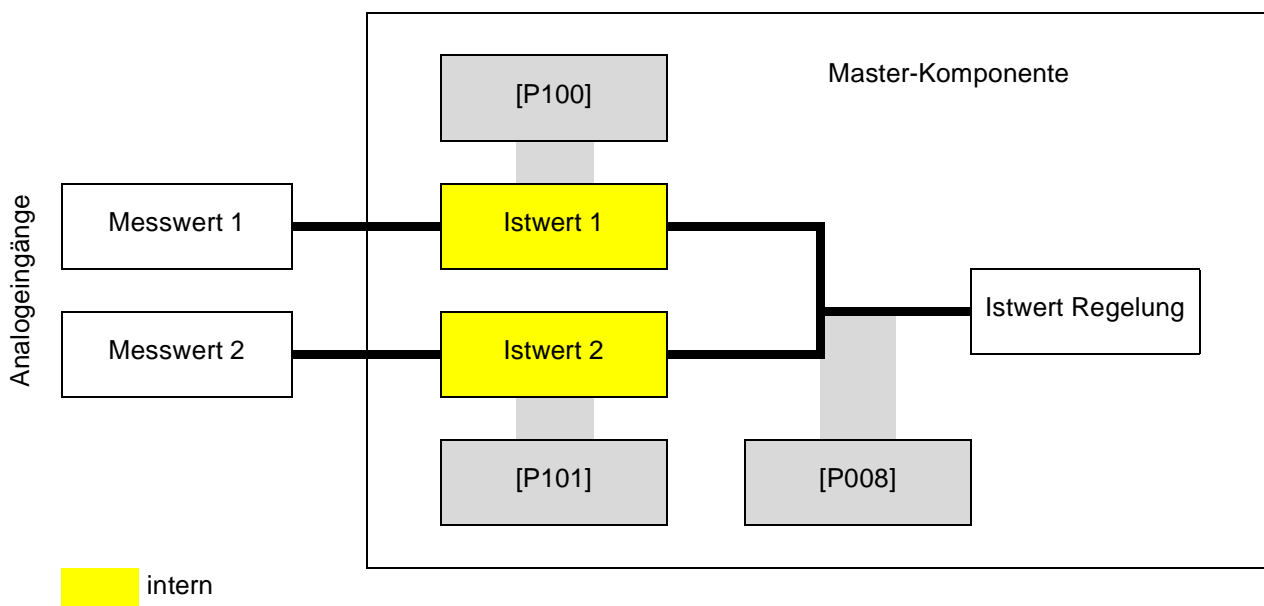 Master-Komponente
[P100]
Analogeingänge
Messwert 1
Istwert 1
Istwert Regelung
Messwert 2
Istwert 2
[P101]
[P008]
intern